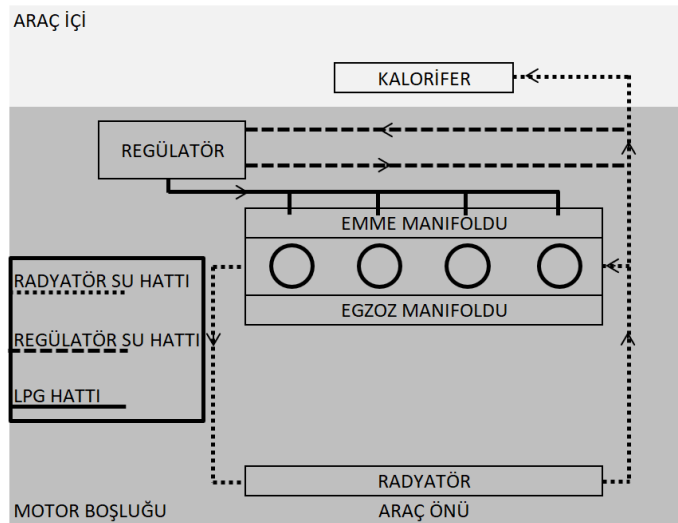 ARAÇ İÇİ
KALORİFER
REGÜLATÖR
EMME MANIFOLDU
EGZOZ MANIFOLDU
RADYATÖR SU HATTI
REGÜLATÖR SU HATTI
LPG HATTI
RADYATÖR
MOTOR BOŞLUĞU
ARAÇ ÖNÜ